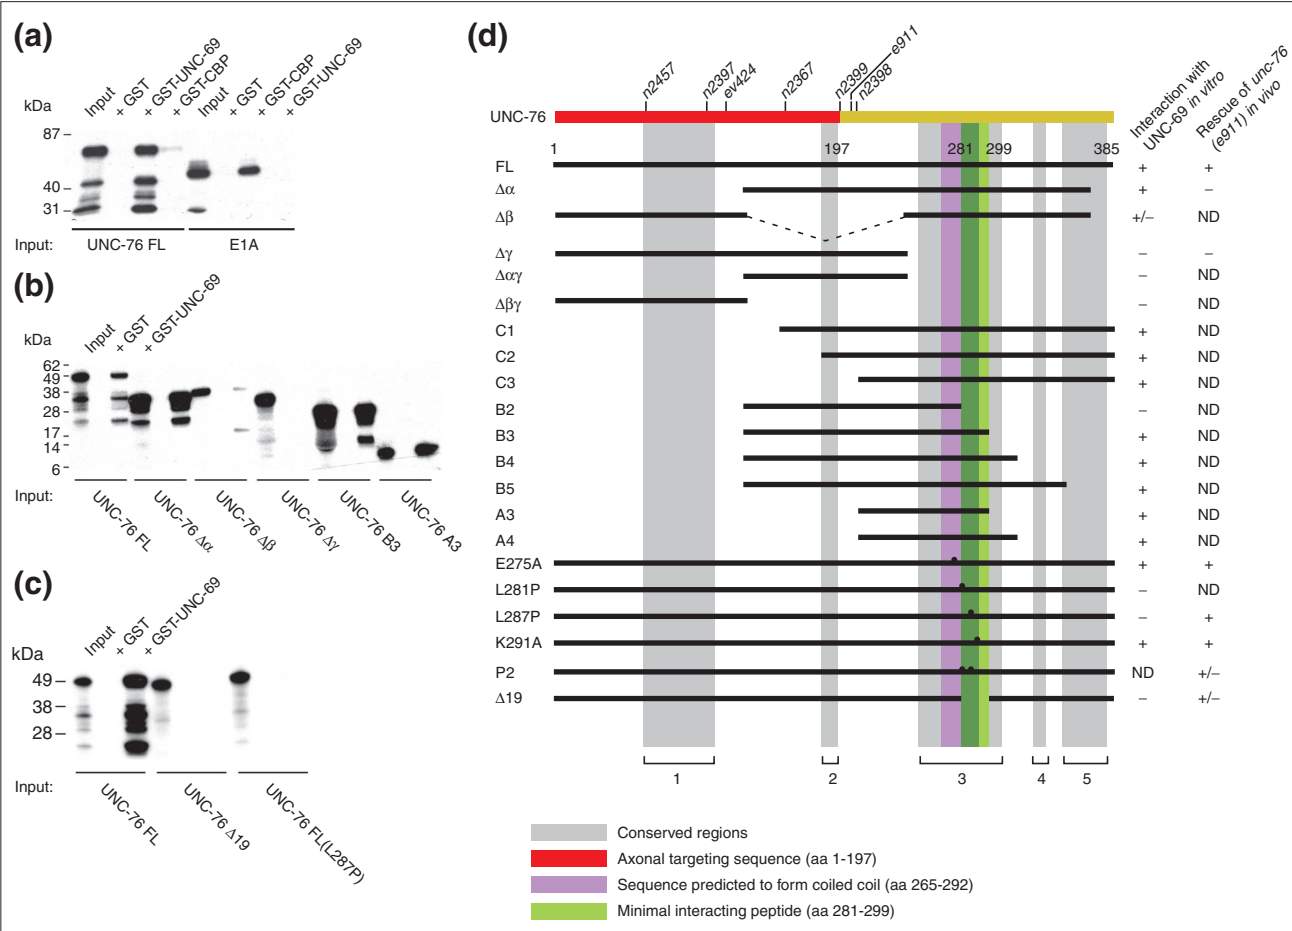 (a)
kDa
Input
+ GST
+ GST-UNC-69
+ GST-CBP
Input
+ GST
+ GST-CBP
+ GST-UNC-69
87
40
31
Input:
UNC-76 FL
E1A
(b)
kDa
Input
+ GST
+ GST-UNC-69
62
49
38
28
17
14
6
Input:
UNC-76 FL
UNC-76 Δα
UNC-76 Δβ
UNC-76 Δγ
UNC-76 B3
UNC-76 A3
(c)
kDa
Input
+ GST
+ GST-UNC-69
49
38
28
Input:
UNC-76 FL
UNC-76 Δ19
UNC-76 FL(L287P)
(d)
n2457
n2397
ev424
n2367
n2399
e911
n2398
Interaction with
UNC-69 in vitro
Rescue of unc-76
(e911) in vivo
UNC-76
1 197 281 299 385
FL + +
Δα + –
Δβ +/– ND
Δγ – –
Δαγ – ND
Δβγ – ND
C1 + ND
C2 + ND
C3 + ND
B2 – ND
B3 + ND
B4 + ND
B5 + ND
A3 + ND
A4 + ND
E275A + +
L281P – ND
L287P – +
K291A + +
P2 ND +/–
Δ19 – +/–
1 2 3 4 5
Conserved regions
Axonal targeting sequence (aa 1-197)
Sequence predicted to form coiled coil (aa 265-292)
Minimal interacting peptide (aa 281-299)